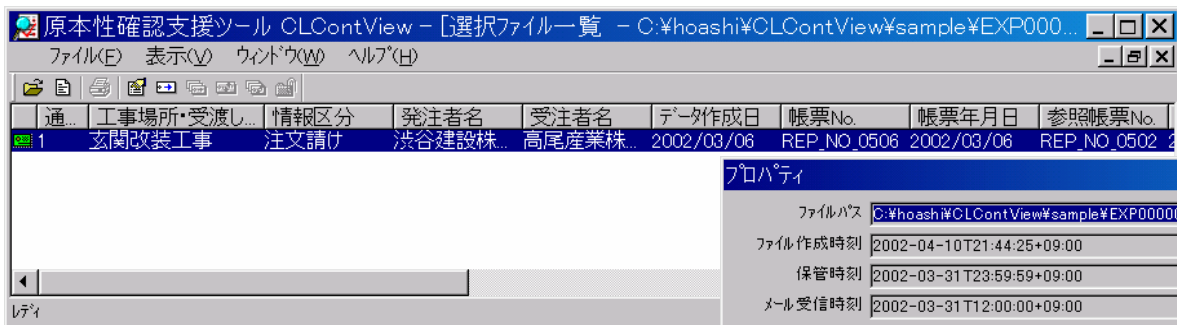 原本性確認支援ツール CLContView - [選択ファイル一覧 - C:¥hoashi¥CLContView¥sample¥EXP000...
ファイル(F) 表示(V) ウィンドウ(W) ヘルプ(H)
通... 工事場所・受渡し... 情報区分 発注者名 受注者名 データ作成日 帳票No. 帳票年月日 参照帳票No.
1 玄関改装工事 注文請け 渋谷建設株... 高尾産業株... 2002/03/06 REP_NO_0506 2002/03/06 REP_NO_0502 2
プロパティ
ファイルパス C:¥hoashi¥CLContView¥sample¥EXP00000
ファイル作成時刻 2002-04-10T21:44:25+09:00
保管時刻 2002-03-31T23:59:59+09:00
メール受信時刻 2002-03-31T12:00:00+09:00
レディ